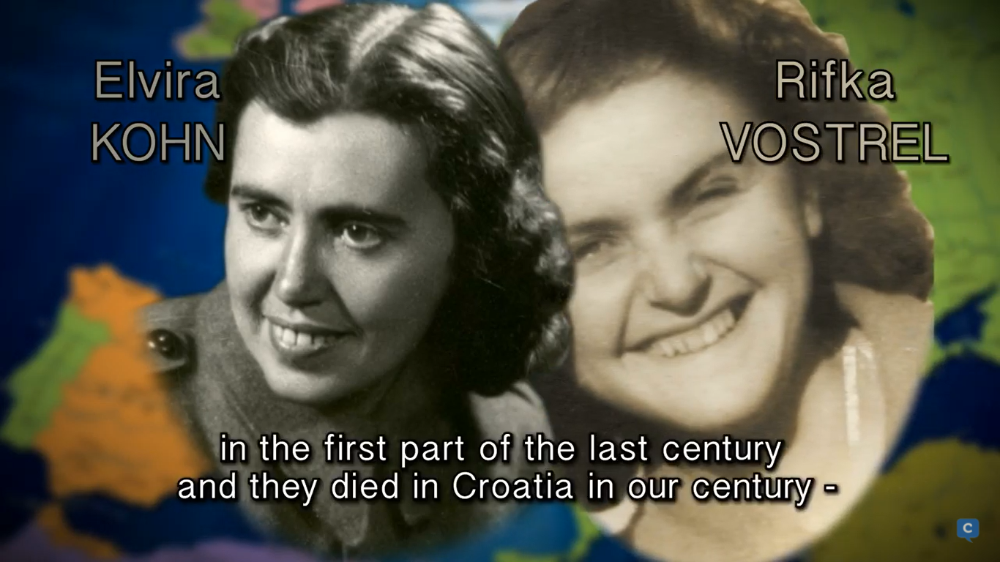 Elvira
KOHN
Rifka
VOSTREL
in the first part of the last century
and they died in Croatia in our century -
C